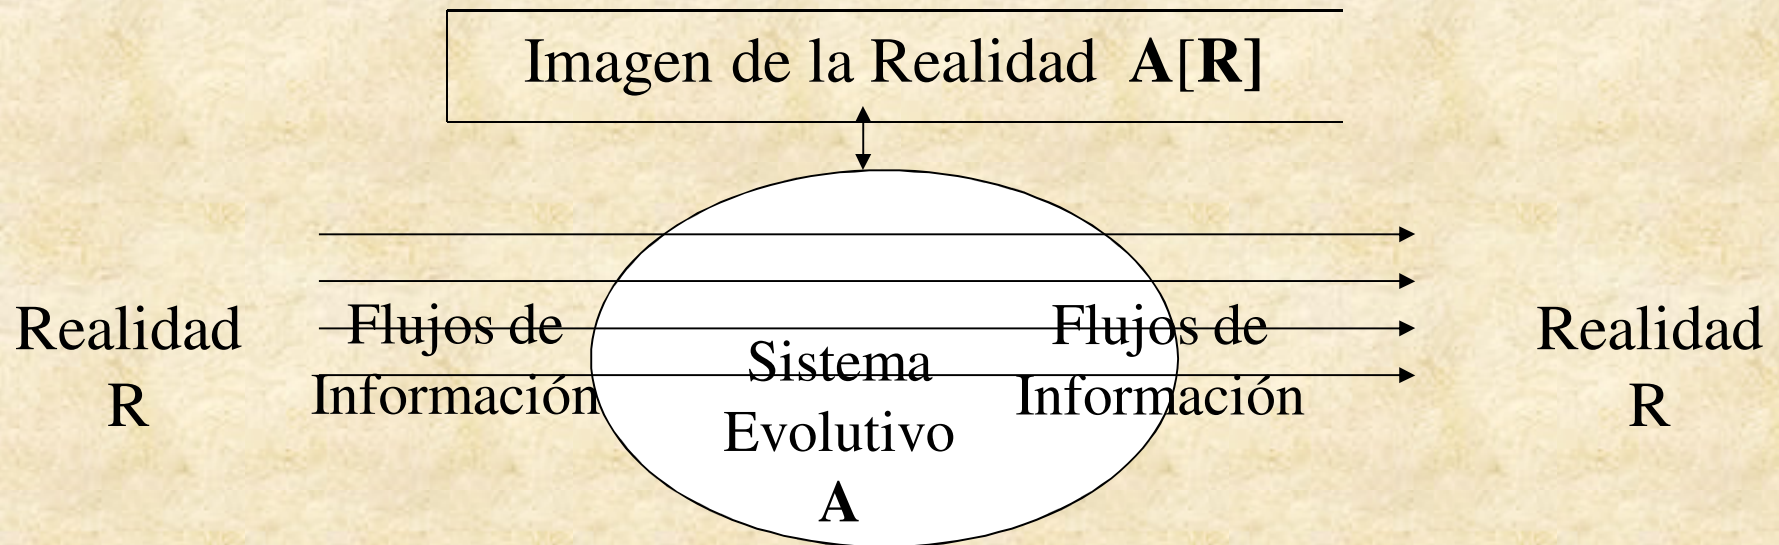 Imagen de la Realidad A[R]
Realidad
R
Flujos de
Información
Sistema
Evolutivo
A
Flujos de
Información
Realidad
R